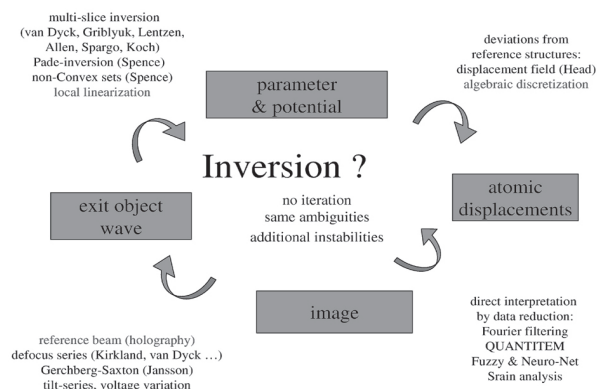 multi-slice inversion
(van Dyck, Griblyuk, Lentzen,
Allen, Spargo, Koch)
Pade-inversion (Spence)
non-Convex sets (Spence)
local linearization
deviations from
reference structures:
displacement field (Head)
algebraic discretization
parameter
& potential
Inversion ?
no iteration
same ambiguities
additional instabilities
exit object
wave
atomic
displacements
image
reference beam (holography)
defocus series (Kirkland, van Dyck ...)
Gerchberg-Saxton (Jansson)
tilt-series, voltage variation
direct interpretation
by data reduction:
Fourier filtering
QUANTITEM
Fuzzy & Neuro-Net
Srain analysis